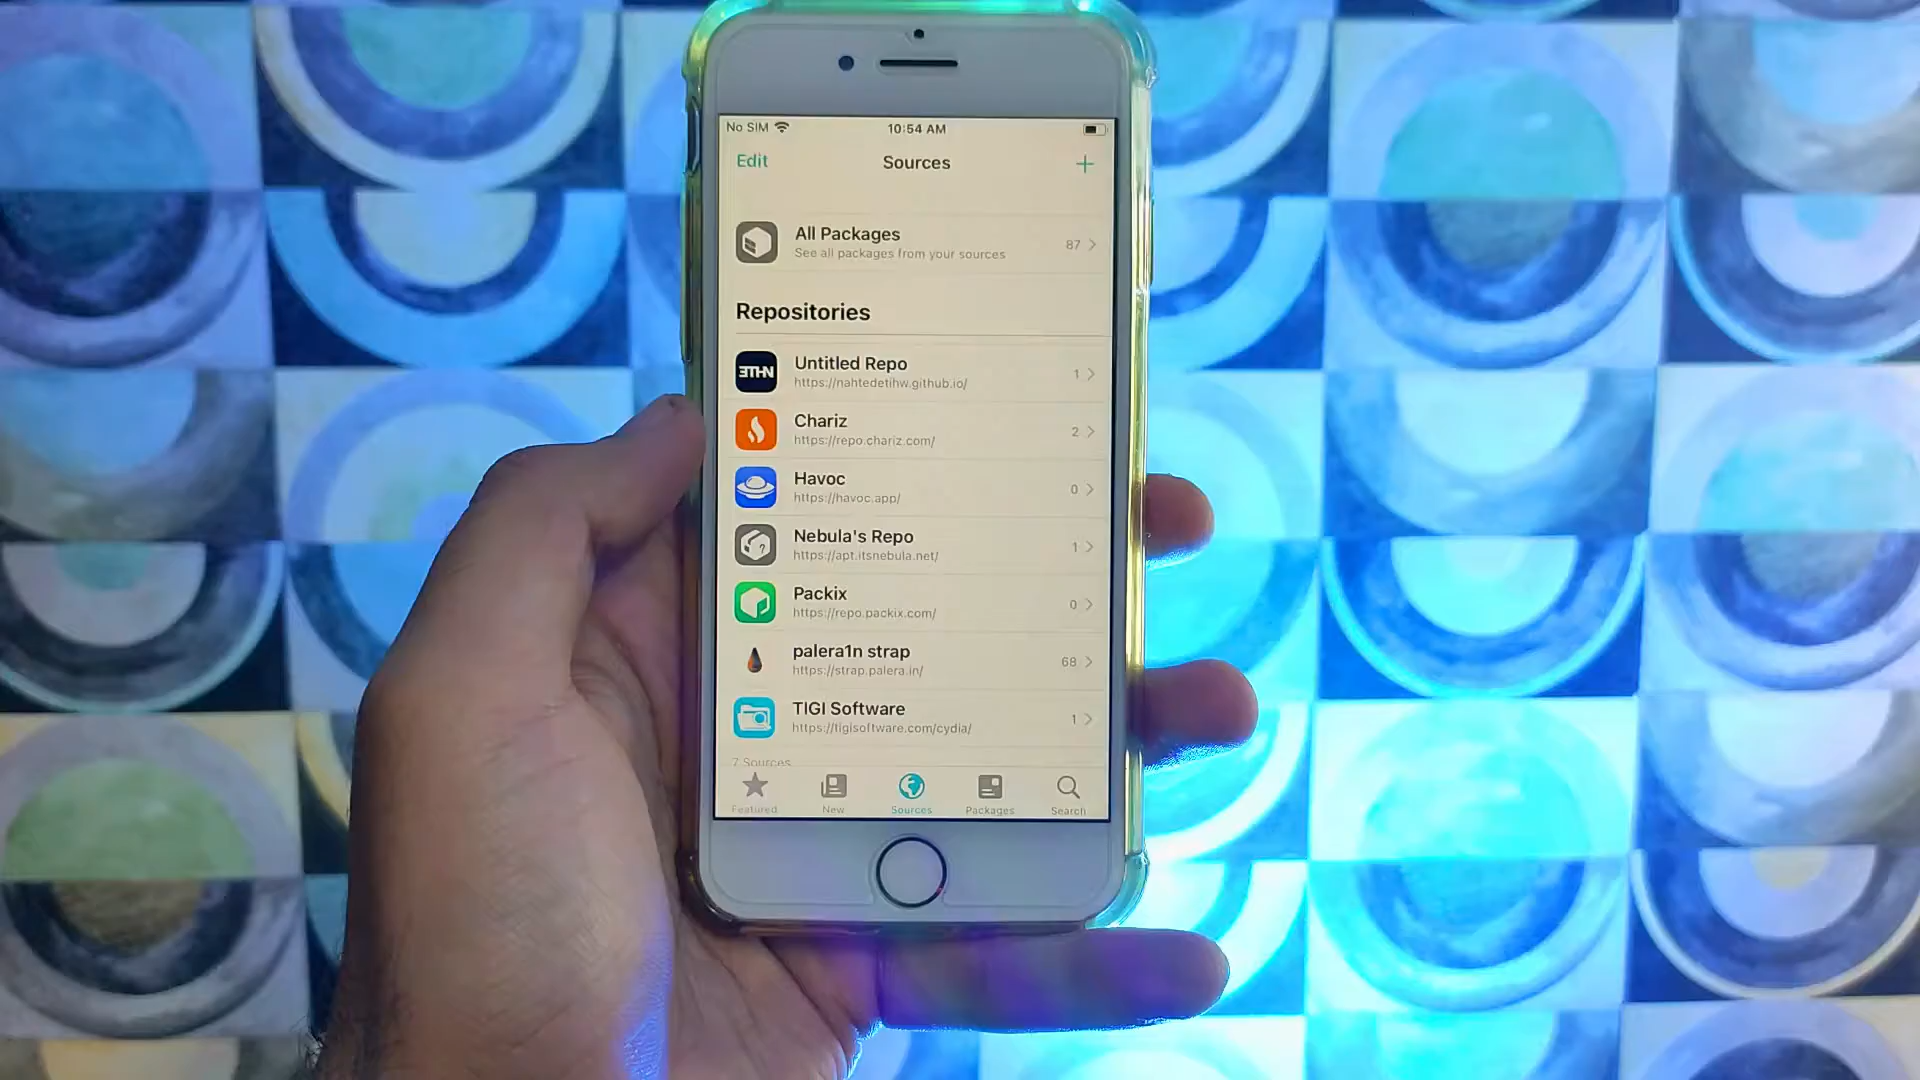 No SIM 10:54 AM
Edit Sources +
All Packages
See all packages from your sources
87
Repositories
ƎTHN
Untitled Repo
https://nahtedetihw.github.io/
1
Chariz
https://repo.chariz.com/
2
Havoc
https://havoc.app/
0
Nebula's Repo
https://apt.itsnebula.net/
1
Packix
https://repo.packix.com/
0
palera1n strap
https://strap.palera.in/
68
TIGI Software
https://tigisoftware.com/cydia/
1
7 Sources
Featured New Sources Packages Search